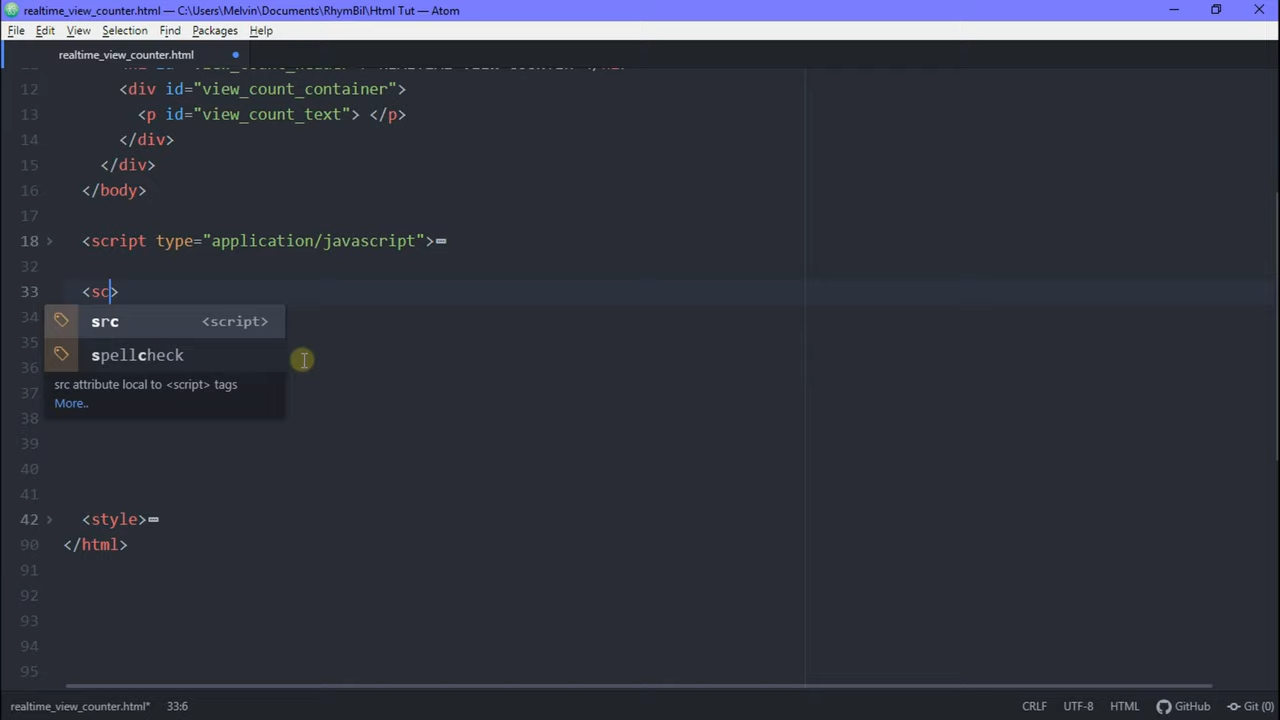 realtime_view_counter.html — C:\Users\Melvin\Documents\RhymBil\Html Tut — Atom
File Edit View Selection Find Packages Help
realtime_view_counter.html
12 <div id="view_count_container">
13 <p id="view_count_text"> </p>
14 </div>
15 </div>
16 </body>
17
18 <script type="application/javascript">
32
33 <sc>
34 src <script>
35 spellcheck
36
37 src attribute local to <script> tags
38 More..
39
40
41
42 <style>
90 </html>
91
92
93
94
95
realtime_view_counter.html* 33:6 CRLF UTF-8 HTML GitHub Git (0)